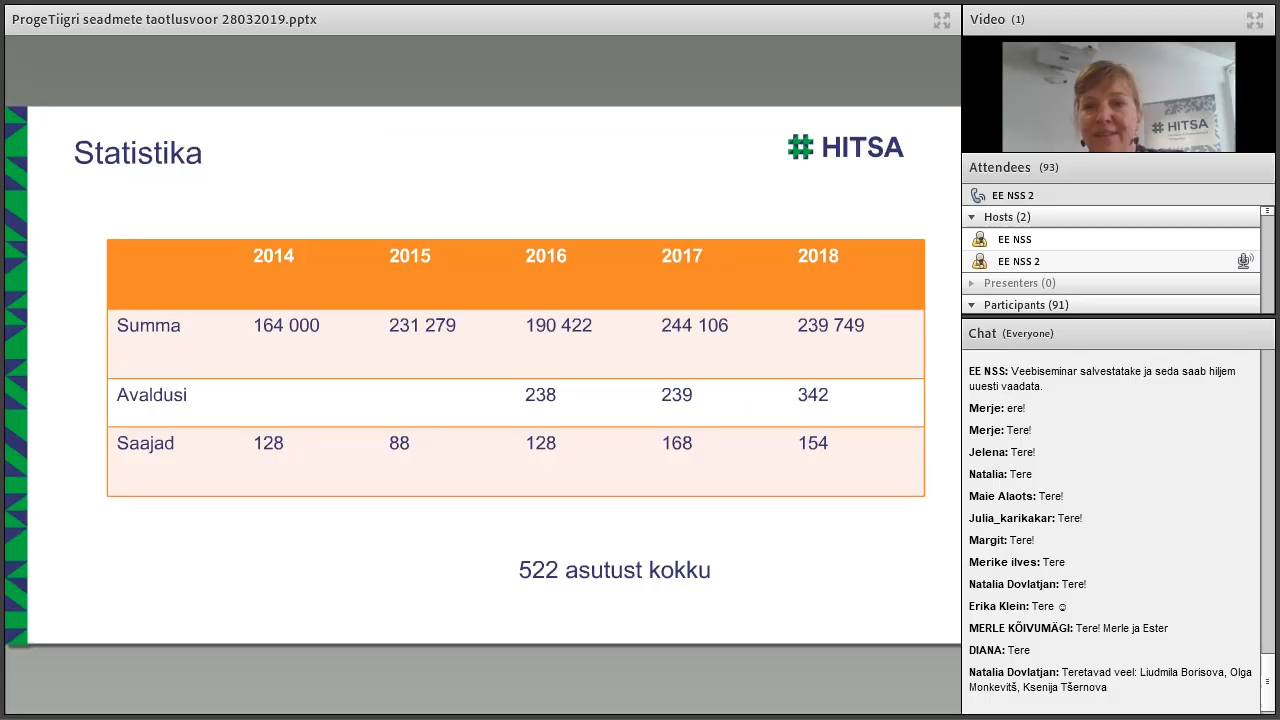 ProgeTiigri seadmete taotlusvoor 28032019.pptx
Statistika
HITSA
2014 2015 2016 2017 2018
Summa 164 000 231 279 190 422 244 106 239 749
Avaldusi 238 239 342
Saajad 128 88 128 168 154
522 asutust kokku
Video (1)
HITSA
Attendees (93)
EE NSS 2
Hosts (2)
EE NSS
EE NSS 2
Presenters (0)
Participants (91)
Chat (Everyone)
EE NSS: Veebiseminar salvestatake ja seda saab hiljem
uuesti vaadata.
Merje: ere!
Merje: Tere!
Jelena: Tere!
Natalia: Tere
Maie Alaots: Tere!
Julia_karikakar: Tere!
Margit: Tere!
Merike ilves: Tere
Natalia Dovlatjan: Tere!
Erika Klein: Tere ☺
MERLE KÕIVUMÄGI: Tere! Merle ja Ester
DIANA: Tere
Natalia Dovlatjan: Teretavad veel: Liudmila Borisova, Olga
Monkevitš, Ksenija Tšernova